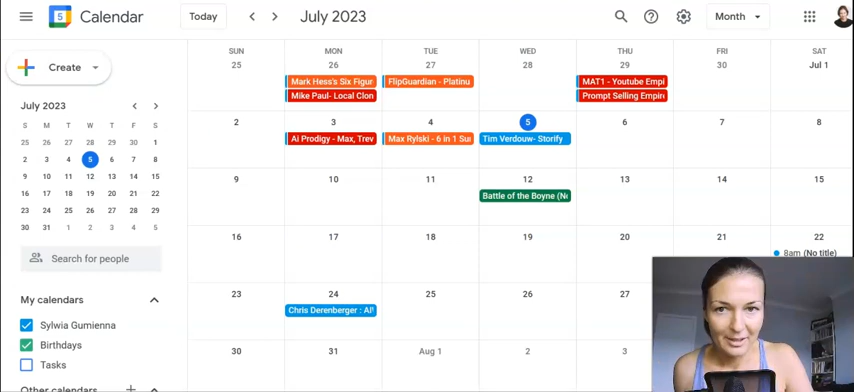 Calendar
Today
July 2023
Month
Create
July 2023
S M T W T F S
25 26 27 28 29 30 1
2 3 4 5 6 7 8
9 10 11 12 13 14 15
16 17 18 19 20 21 22
23 24 25 26 27 28 29
30 31 1 2 3 4 5
Search for people
My calendars
Sylwia Gumienna
Birthdays
Tasks
Other calendars
SUN MON TUE WED THU FRI SAT
25 26 27 28 29 30 Jul 1
Mark Hess's Six Figur FlipGuardian - Platinu MAT1 - Youtube Empi
Mike Paul- Local Clon Prompt Selling Empire
2 3 4 5 6 7 8
Ai Prodigy - Max, Trev Max Rylski - 6 in 1 Sur Tim Verdouw- Storify
9 10 11 12 13 14 15
Battle of the Boyne (No
16 17 18 19 20 21 22
8am (No title)
23 24 25 26 27
Chris Derenberger : AI
30 31 Aug 1 2 3